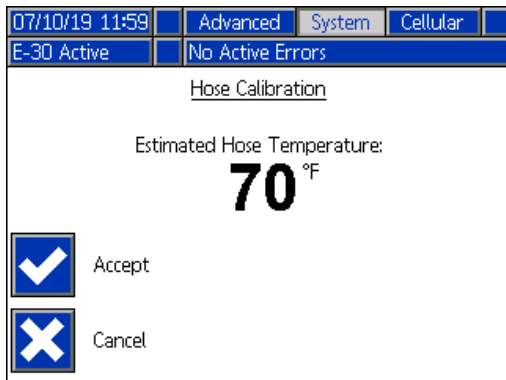 07/10/19 11:59 Advanced System Cellular
E-30 Active No Active Errors
Hose Calibration
Estimated Hose Temperature:
70 °F
Accept
Cancel